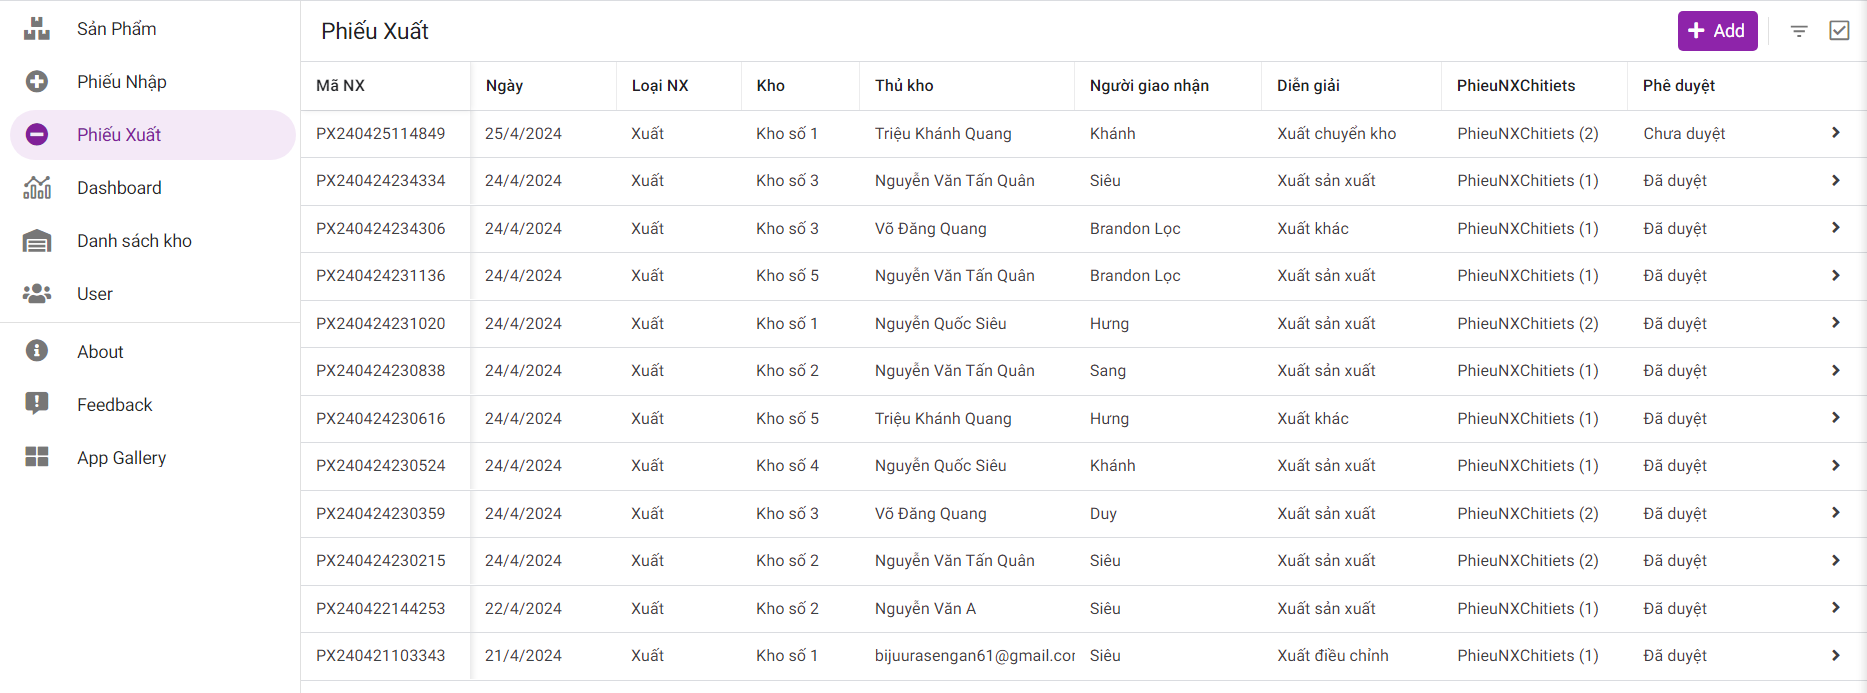 Sản Phẩm
Phiếu Nhập
Phiếu Xuất
Dashboard
Danh sách kho
User
About
Feedback
App Gallery
Phiếu Xuất
Add
Mã NX Ngày Loại NX Kho Thủ kho Người giao nhận Diễn giải PhieuNXChitiets Phê duyệt
PX240425114849 25/4/2024 Xuất Kho số 1 Triệu Khánh Quang Khánh Xuất chuyển kho PhieuNXChitiets (2) Chưa duyệt
PX240424234334 24/4/2024 Xuất Kho số 3 Nguyễn Văn Tấn Quân Siêu Xuất sản xuất PhieuNXChitiets (1) Đã duyệt
PX240424234306 24/4/2024 Xuất Kho số 3 Võ Đăng Quang Brandon Lọc Xuất khác PhieuNXChitiets (1) Đã duyệt
PX240424231136 24/4/2024 Xuất Kho số 5 Nguyễn Văn Tấn Quân Brandon Lọc Xuất sản xuất PhieuNXChitiets (1) Đã duyệt
PX240424231020 24/4/2024 Xuất Kho số 1 Nguyễn Quốc Siêu Hưng Xuất sản xuất PhieuNXChitiets (2) Đã duyệt
PX240424230838 24/4/2024 Xuất Kho số 2 Nguyễn Văn Tấn Quân Sang Xuất sản xuất PhieuNXChitiets (1) Đã duyệt
PX240424230616 24/4/2024 Xuất Kho số 5 Triệu Khánh Quang Hưng Xuất khác PhieuNXChitiets (1) Đã duyệt
PX240424230524 24/4/2024 Xuất Kho số 4 Nguyễn Quốc Siêu Khánh Xuất sản xuất PhieuNXChitiets (1) Đã duyệt
PX240424230359 24/4/2024 Xuất Kho số 3 Võ Đăng Quang Duy Xuất sản xuất PhieuNXChitiets (2) Đã duyệt
PX240424230215 24/4/2024 Xuất Kho số 2 Nguyễn Văn Tấn Quân Siêu Xuất sản xuất PhieuNXChitiets (2) Đã duyệt
PX240422144253 22/4/2024 Xuất Kho số 2 Nguyễn Văn A Siêu Xuất sản xuất PhieuNXChitiets (1) Đã duyệt
PX240421103343 21/4/2024 Xuất Kho số 1 bijuurasengan61@gmail.com Siêu Xuất điều chỉnh PhieuNXChitiets (1) Đã duyệt